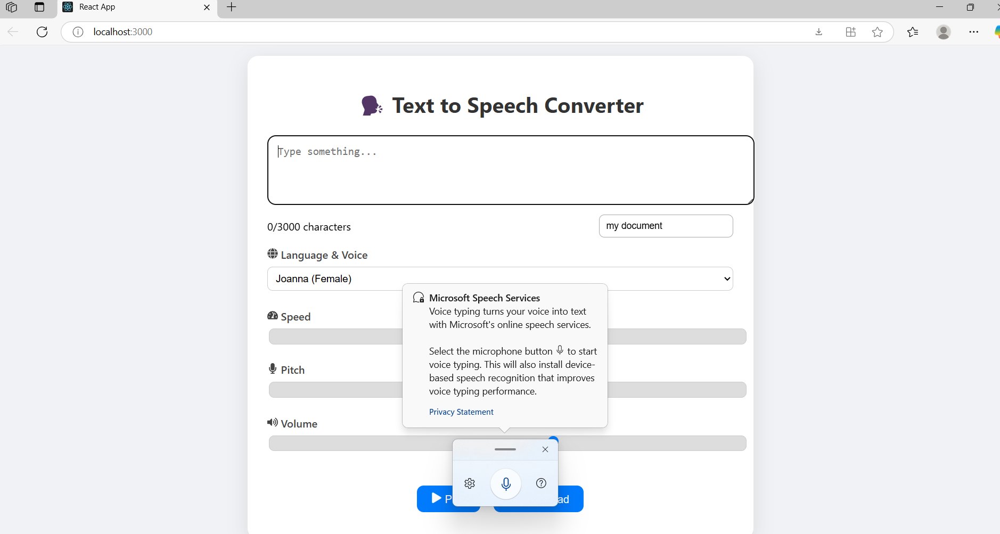 React App
localhost:3000
Text to Speech Converter
Type something...
0/3000 characters
my document
Language & Voice
Joanna (Female)
Microsoft Speech Services
Voice typing turns your voice into text
with Microsoft's online speech services.
Select the microphone button to start
voice typing. This will also install device-
based speech recognition that improves
voice typing performance.
Privacy Statement
Speed
Pitch
Volume